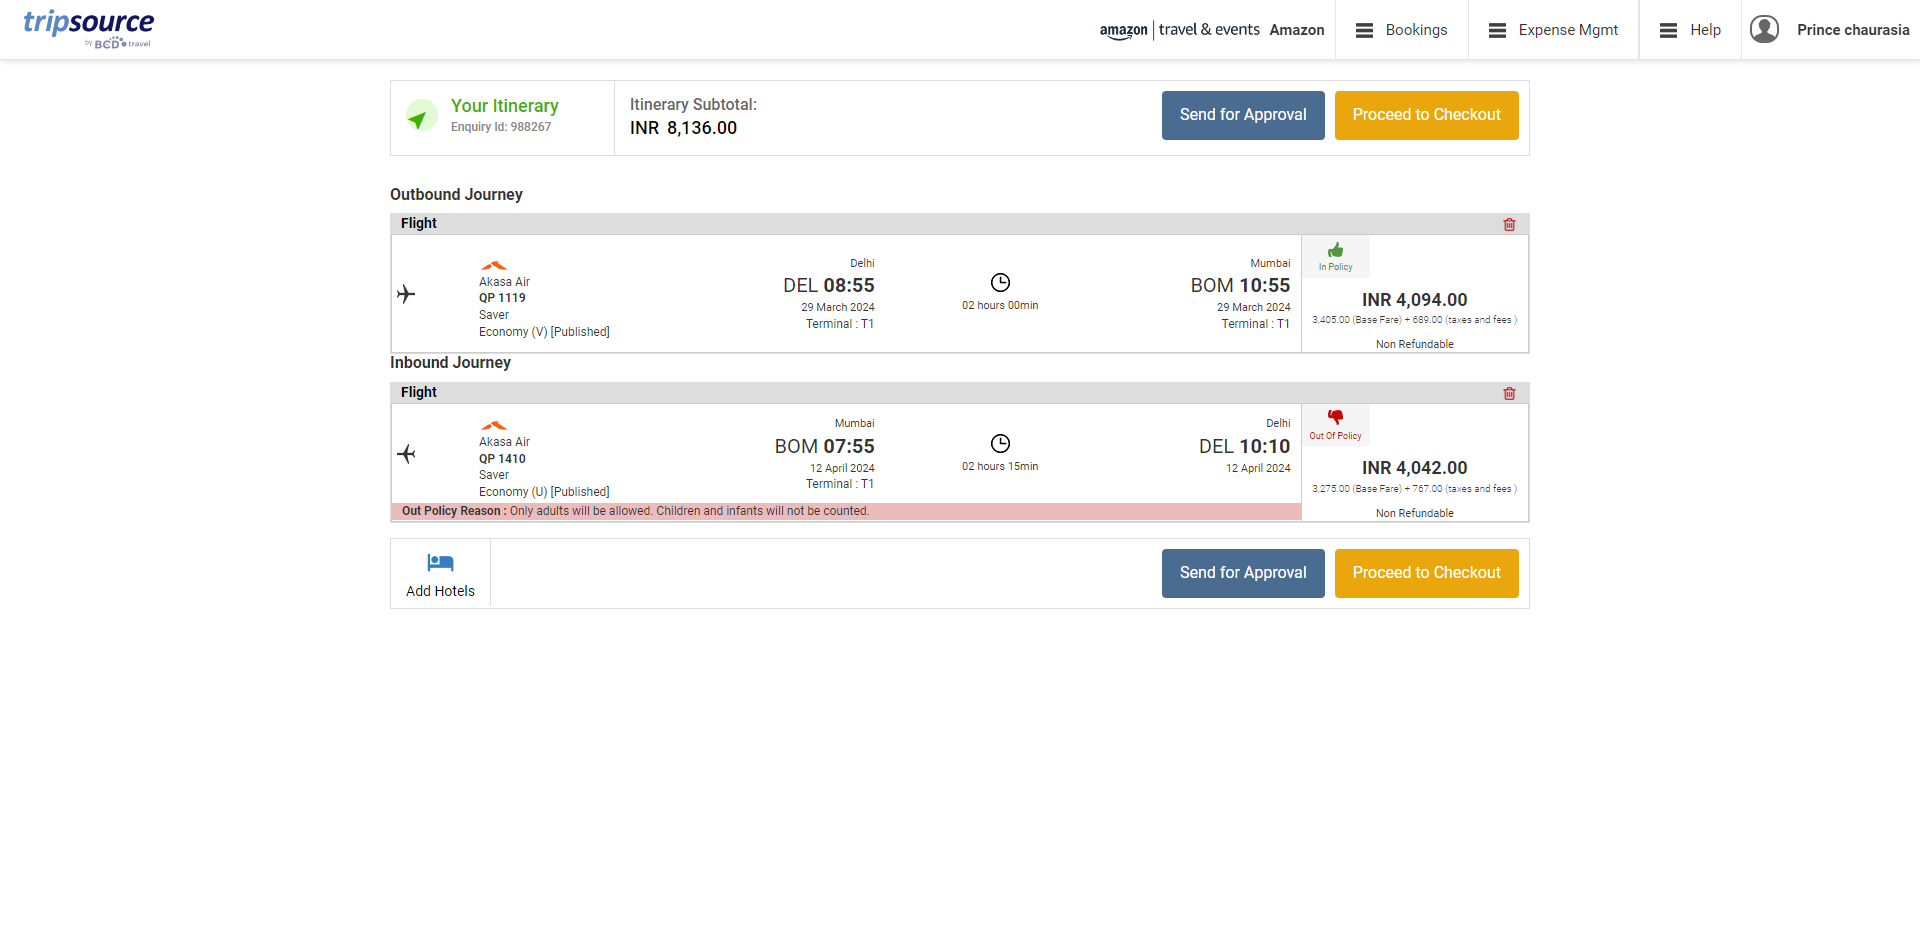 tripsource
by BCD travel
amazon | travel & events Amazon
Bookings
Expense Mgmt
Help
Prince chaurasia
Your Itinerary
Enquiry Id: 988267
Itinerary Subtotal:
INR 8,136.00
Send for Approval
Proceed to Checkout
Outbound Journey
Flight
Akasa Air
QP 1119
Saver
Economy (V) [Published]
Delhi
DEL 08:55
29 March 2024
Terminal : T1
02 hours 00min
Mumbai
BOM 10:55
29 March 2024
Terminal : T1
In Policy
INR 4,094.00
3,405.00 (Base Fare) + 689.00 (taxes and fees )
Non Refundable
Inbound Journey
Flight
Akasa Air
QP 1410
Saver
Economy (U) [Published]
Mumbai
BOM 07:55
12 April 2024
Terminal : T1
02 hours 15min
Delhi
DEL 10:10
12 April 2024
Out Of Policy
INR 4,042.00
3,275.00 (Base Fare) + 767.00 (taxes and fees )
Non Refundable
Out Policy Reason : Only adults will be allowed. Children and infants will not be counted.
Add Hotels
Send for Approval
Proceed to Checkout